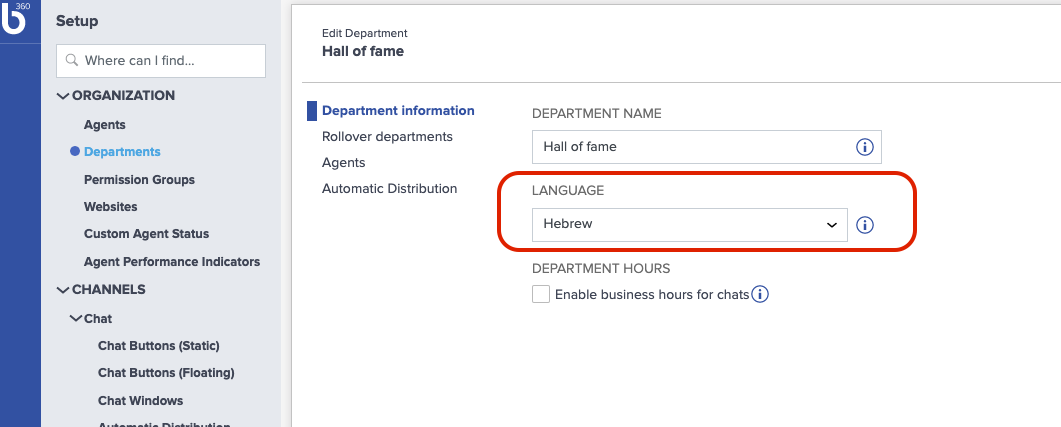 b 360
Setup
Where can I find...
ORGANIZATION
Agents
Departments
Permission Groups
Websites
Custom Agent Status
Agent Performance Indicators
CHANNELS
Chat
Chat Buttons (Static)
Chat Buttons (Floating)
Chat Windows
Automatic Distribution
Edit Department
Hall of fame
Department information
Rollover departments
Agents
Automatic Distribution
DEPARTMENT NAME
Hall of fame
LANGUAGE
Hebrew
DEPARTMENT HOURS
Enable business hours for chats